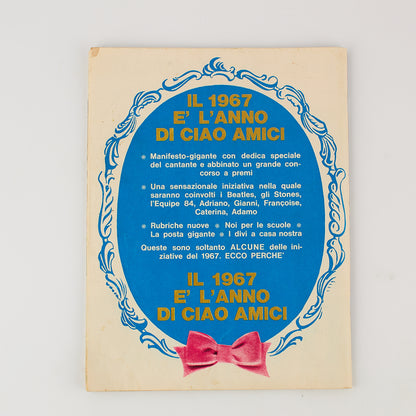 IL 1967
E' L'ANNO
DI CIAO AMICI
Manifesto-gigante con dedica speciale
del cantante e abbinato un grande con-
corso a premi
Una sensazionale iniziativa nella quale
saranno coinvolti i Beatles, gli Stones,
l'Equipe 84, Adriano, Gianni, Françoise,
Caterina, Adamo
Rubriche nuove Noi per le scuole
La posta gigante I divi a casa nostra
Queste sono soltanto ALCUNE delle ini-
ziative del 1967. ECCO PERCHE'
IL 1967
E' L'ANNO
DI CIAO AMICI